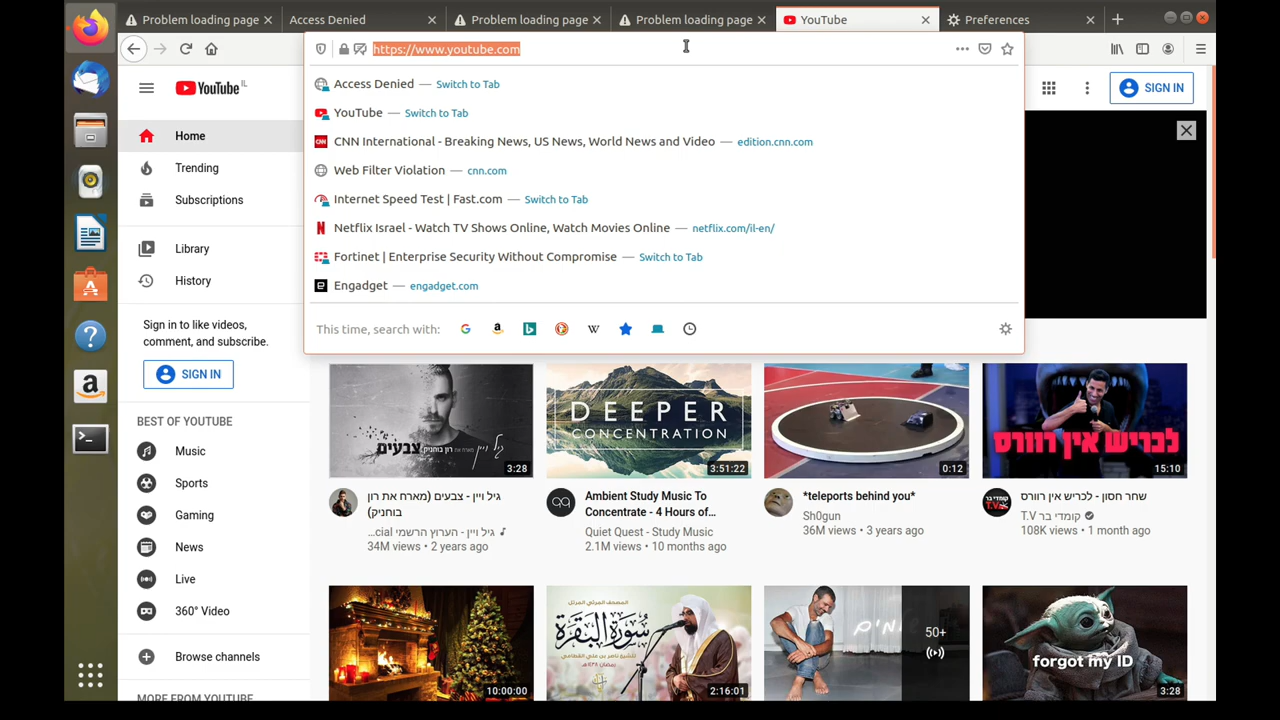 Problem loading page
Access Denied
Problem loading page
Problem loading page
YouTube
Preferences
https://www.youtube.com
YouTube IL
SIGN IN
Access Denied — Switch to Tab
YouTube — Switch to Tab
CNN International - Breaking News, US News, World News and Video — edition.cnn.com
Web Filter Violation — cnn.com
Internet Speed Test | Fast.com — Switch to Tab
Netflix Israel - Watch TV Shows Online, Watch Movies Online — netflix.com/il-en/
Fortinet | Enterprise Security Without Compromise — Switch to Tab
Engadget — engadget.com
This time, search with:
Home
Trending
Subscriptions
Library
History
Sign in to like videos,
comment, and subscribe.
SIGN IN
BEST OF YOUTUBE
Music
Sports
Gaming
News
Live
360° Video
Browse channels
MORE FROM YOUTUBE
צבעים
3:28
גיל ויין - צבעים (מארח את רון
בוחניק)
גיל ויין - הערוץ הרשמי cial...
34M views • 2 years ago
DEEPER
CONCENTRATION
3:51:22
Ambient Study Music To
Concentrate - 4 Hours of...
Quiet Quest - Study Music
2.1M views • 10 months ago
0:12
*teleports behind you*
Sh0gun
36M views • 3 years ago
לכריש אין רוורס
15:10
שחר חסון - לכריש אין רוורס
קומדי בר T.V
108K views • 1 month ago
10:00:00
سورة البقرة
2:16:01
50+
forgot my ID
3:28